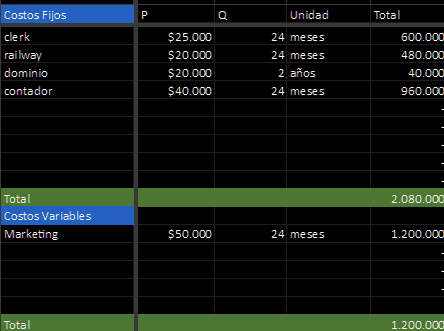 Costos Fijos P Q Unidad Total
clerk $25.000 24 meses 600.000
railway $20.000 24 meses 480.000
dominio $20.000 2 años 40.000
contador $40.000 24 meses 960.000
-
-
-
-
-
Total 2.080.000
Costos Variables
Marketing $50.000 24 meses 1.200.000
-
-
-
-
Total 1.200.000